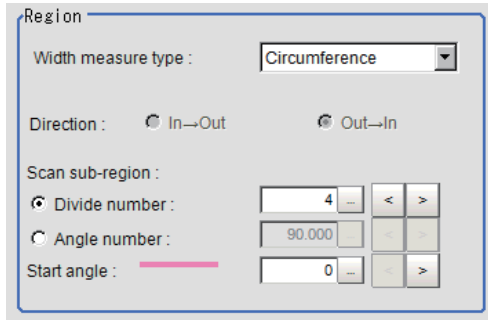 Region
Width measure type : Circumference
Direction : In→Out Out→In
Scan sub-region :
Divide number : 4 ... < >
Angle number : 90.000 ... < >
Start angle : 0 ... < >